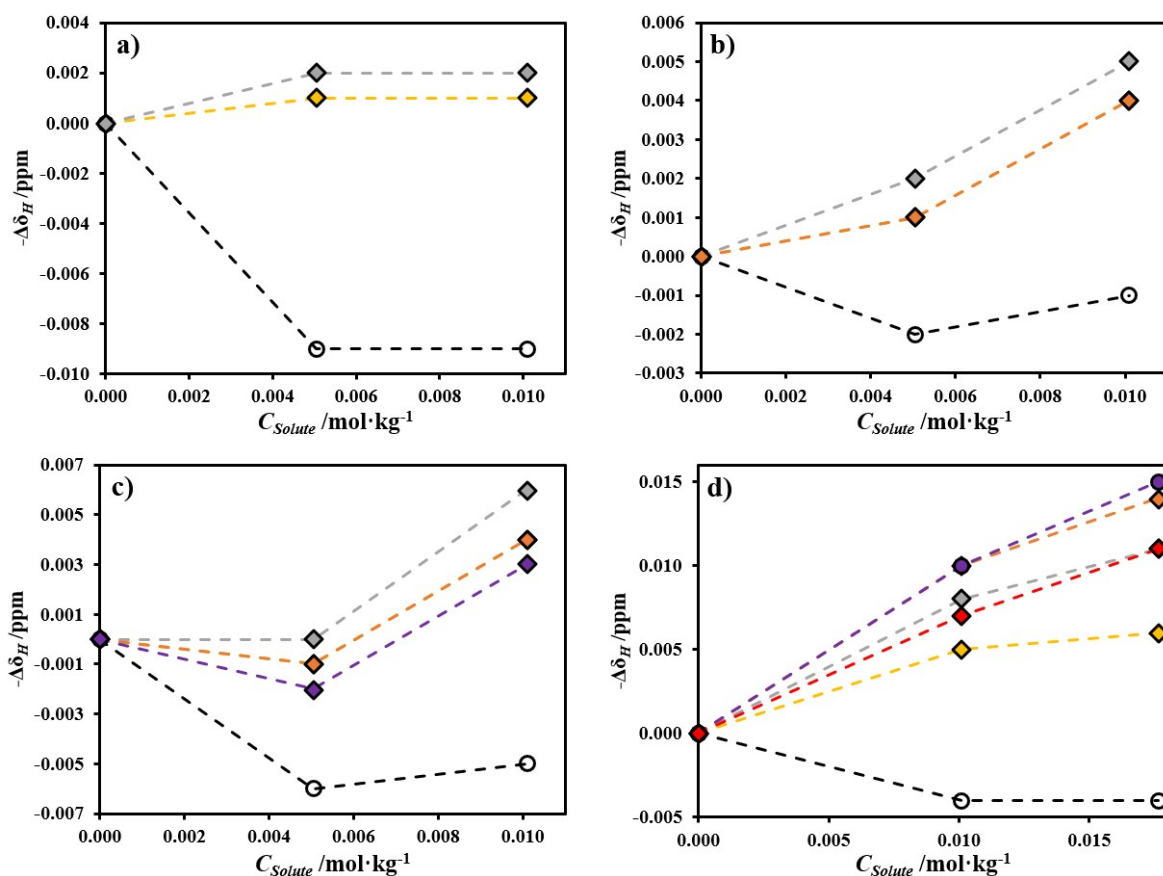 a)
-Δδ_H /ppm
0.004
0.002
0.000
-0.002
-0.004
-0.006
-0.008
-0.010
0.000 0.002 0.004 0.006 0.008 0.010
C_Solute /mol·kg⁻¹
b)
-Δδ_H /ppm
0.006
0.005
0.004
0.003
0.002
0.001
0.000
-0.001
-0.002
-0.003
0.000 0.002 0.004 0.006 0.008 0.010
C_Solute /mol·kg⁻¹
c)
-Δδ_H /ppm
0.007
0.005
0.003
0.001
-0.001
-0.003
-0.005
-0.007
0.000 0.002 0.004 0.006 0.008 0.010
C_Solute /mol·kg⁻¹
d)
-Δδ_H /ppm
0.015
0.010
0.005
0.000
-0.005
0.000 0.005 0.010 0.015
C_Solute /mol·kg⁻¹